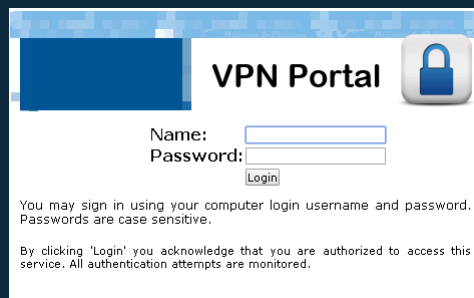 VPN Portal
Name:
Password:
Login
You may sign in using your computer login username and password.
Passwords are case sensitive.
By clicking 'Login' you acknowledge that you are authorized to access this
service. All authentication attempts are monitored.